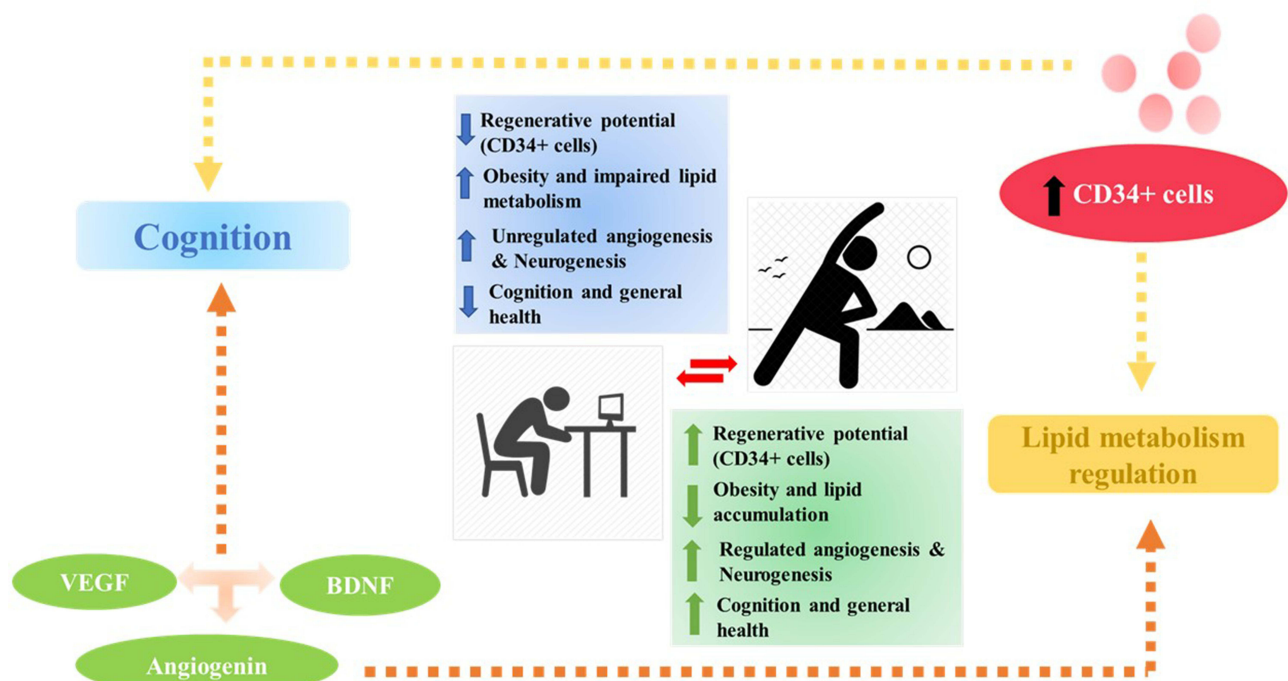 Regenerative potential
(CD34+ cells)
Obesity and impaired lipid
metabolism
Unregulated angiogenesis
& Neurogenesis
Cognition and general
health
CD34+ cells
Cognition
Regenerative potential
(CD34+ cells)
Obesity and lipid
accumulation
Regulated angiogenesis &
Neurogenesis
Cognition and general
health
Lipid metabolism
regulation
VEGF
BDNF
Angiogenin